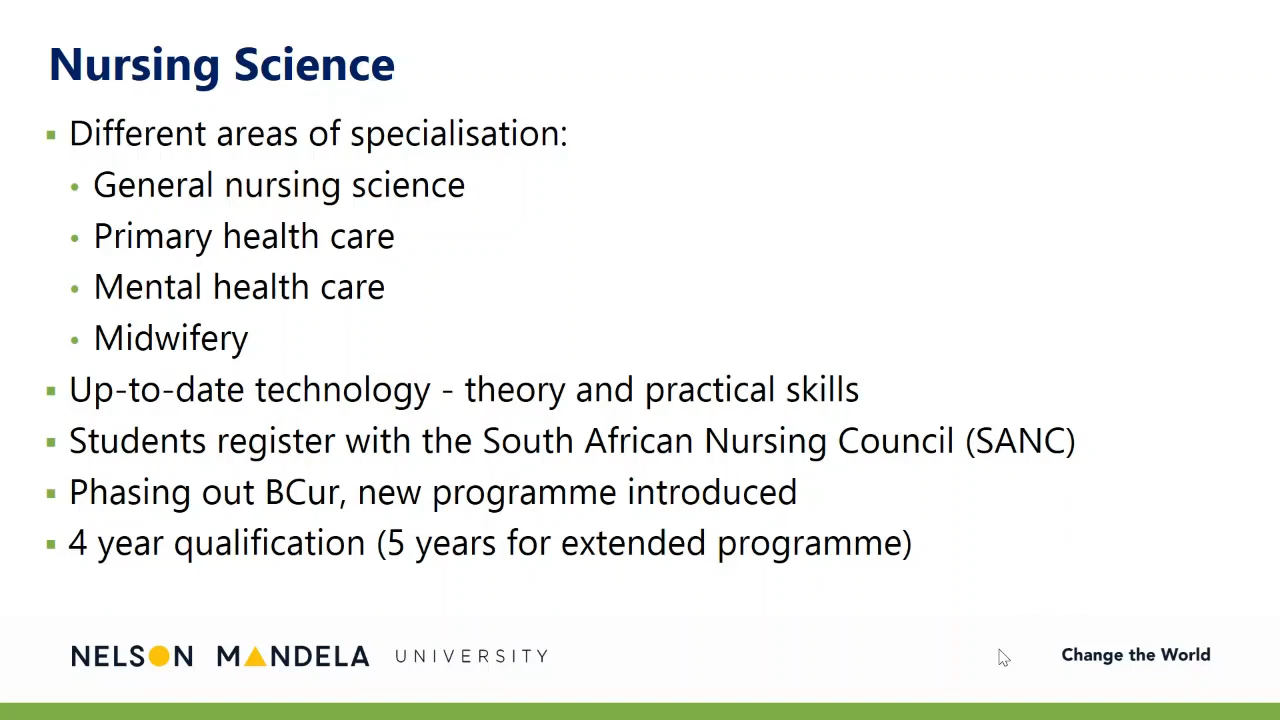 Nursing Science
▪ Different areas of specialisation:
• General nursing science
• Primary health care
• Mental health care
• Midwifery
▪ Up-to-date technology - theory and practical skills
▪ Students register with the South African Nursing Council (SANC)
▪ Phasing out BCur, new programme introduced
▪ 4 year qualification (5 years for extended programme)
NELSON MANDELA UNIVERSITY
Change the World